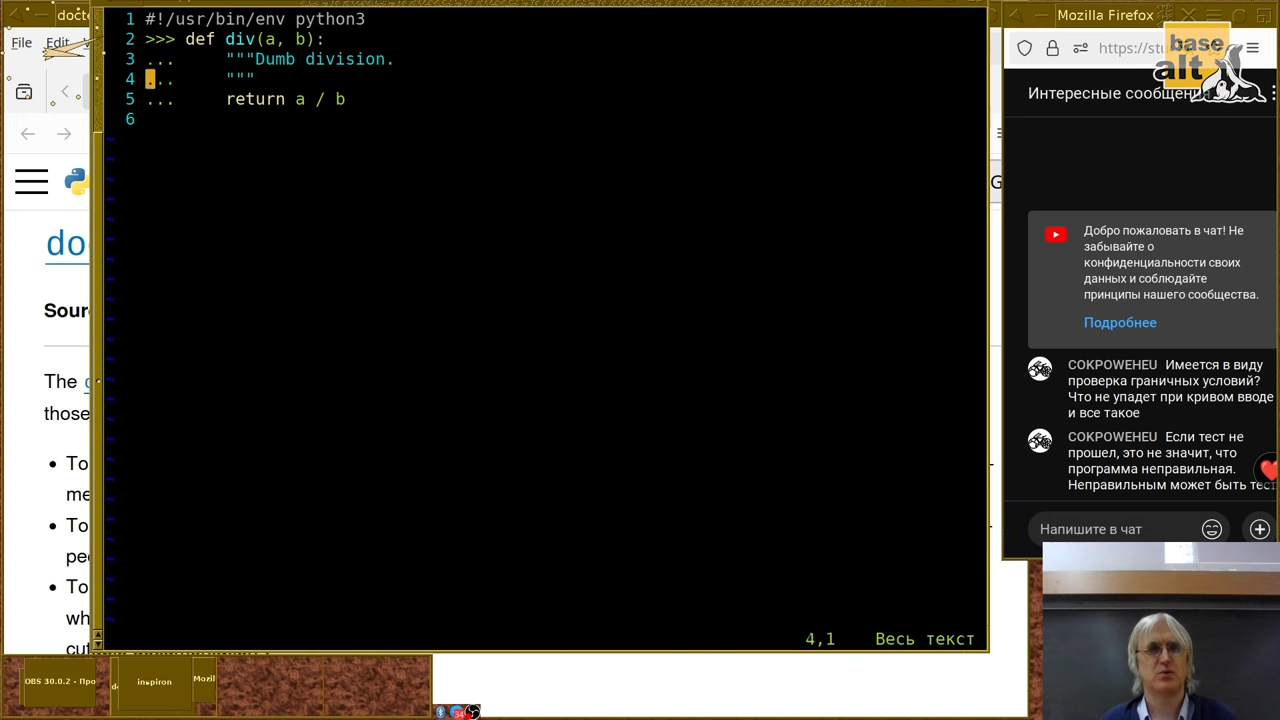 docte
File Edit V
do
Sour
The
those
To
me
To
pe
To
wh
cut
1 #!/usr/bin/env python3
2 >>> def div(a, b):
3 ...     """Dumb division.
4 ...     """
5 ...     return a / b
6
4,1 Весь текст
G
Mozilla Firefox
https://stu
base
alt
Интересные сообщени
Добро пожаловать в чат! Не
забывайте о
конфиденциальности своих
данных и соблюдайте
принципы нашего сообщества.
Подробнее
COKPOWEHEU Имеется в виду
проверка граничных условий?
Что не упадет при кривом вводе
и все такое
COKPOWEHEU Если тест не
прошел, это не значит, что
программа неправильная.
Неправильным может быть тест
Напишите в чат
OBS 30.0.2 - Про
inspiron
Mozil
34